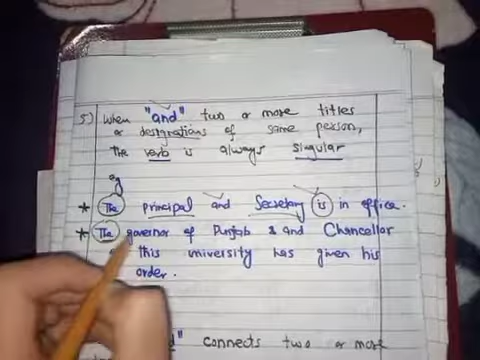 5) When "and" two or more titles
or designations of same person,
the verb is always singular
eg
* The principal and Secretary is in office.
* The governor of Punjab & and Chancellor
this university has given his
order.
connects two or more